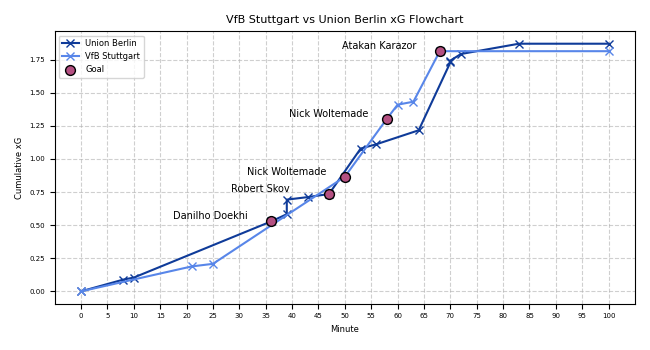 VfB Stuttgart vs Union Berlin xG Flowchart
Union Berlin
VfB Stuttgart
Goal
Atakan Karazor
Nick Woltemade
Nick Woltemade
Robert Skov
Danilho Doekhi
Cumulative xG
1.75
1.50
1.25
1.00
0.75
0.50
0.25
0.00
0 5 10 15 20 25 30 35 40 45 50 55 60 65 70 75 80 85 90 95 100
Minute